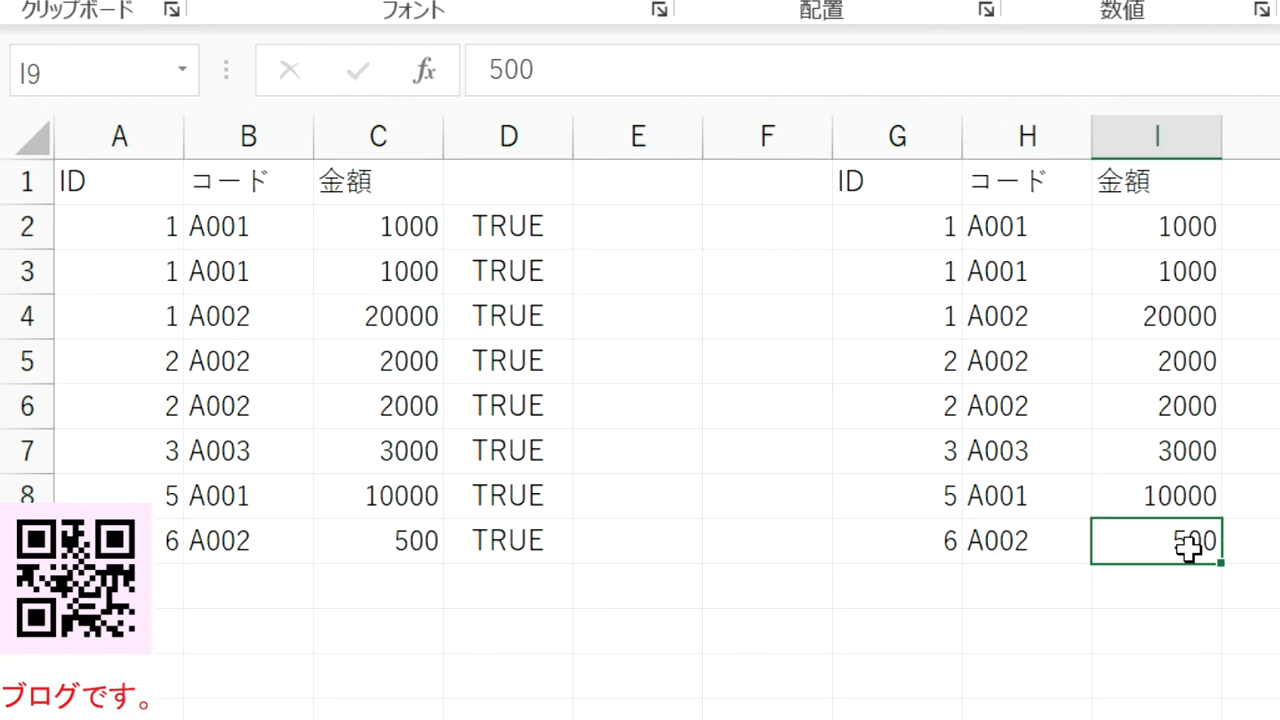 クリップボード フォント 配置 数値
I9 fx 500
A B C D E F G H I
1 ID コード 金額 ID コード 金額
2 1 A001 1000 TRUE 1 A001 1000
3 1 A001 1000 TRUE 1 A001 1000
4 1 A002 20000 TRUE 1 A002 20000
5 2 A002 2000 TRUE 2 A002 2000
6 2 A002 2000 TRUE 2 A002 2000
7 3 A003 3000 TRUE 3 A003 3000
8 5 A001 10000 TRUE 5 A001 10000
6 A002 500 TRUE 6 A002 500
ブログです。